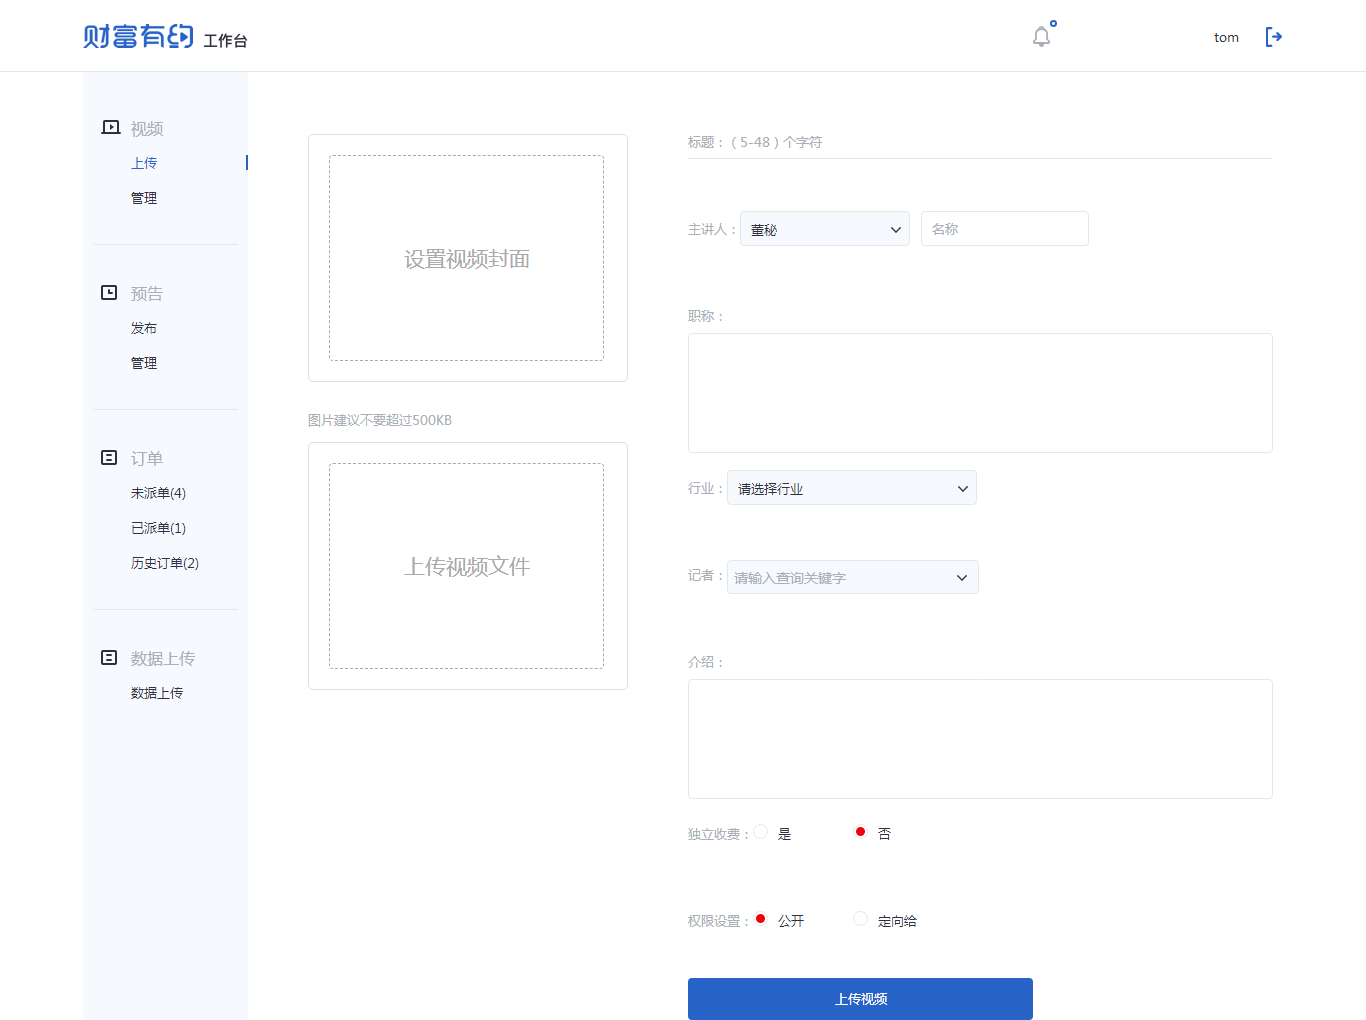 财富有约 工作台
tom
视频
上传
管理
预告
发布
管理
订单
未派单(4)
已派单(1)
历史订单(2)
数据上传
数据上传
设置视频封面
图片建议不要超过500KB
上传视频文件
标题：（5-48）个字符
主讲人： 董秘 名称
职称：
行业： 请选择行业
记者： 请输入查询关键字
介绍：
独立收费： 是 否
权限设置： 公开 定向给
上传视频